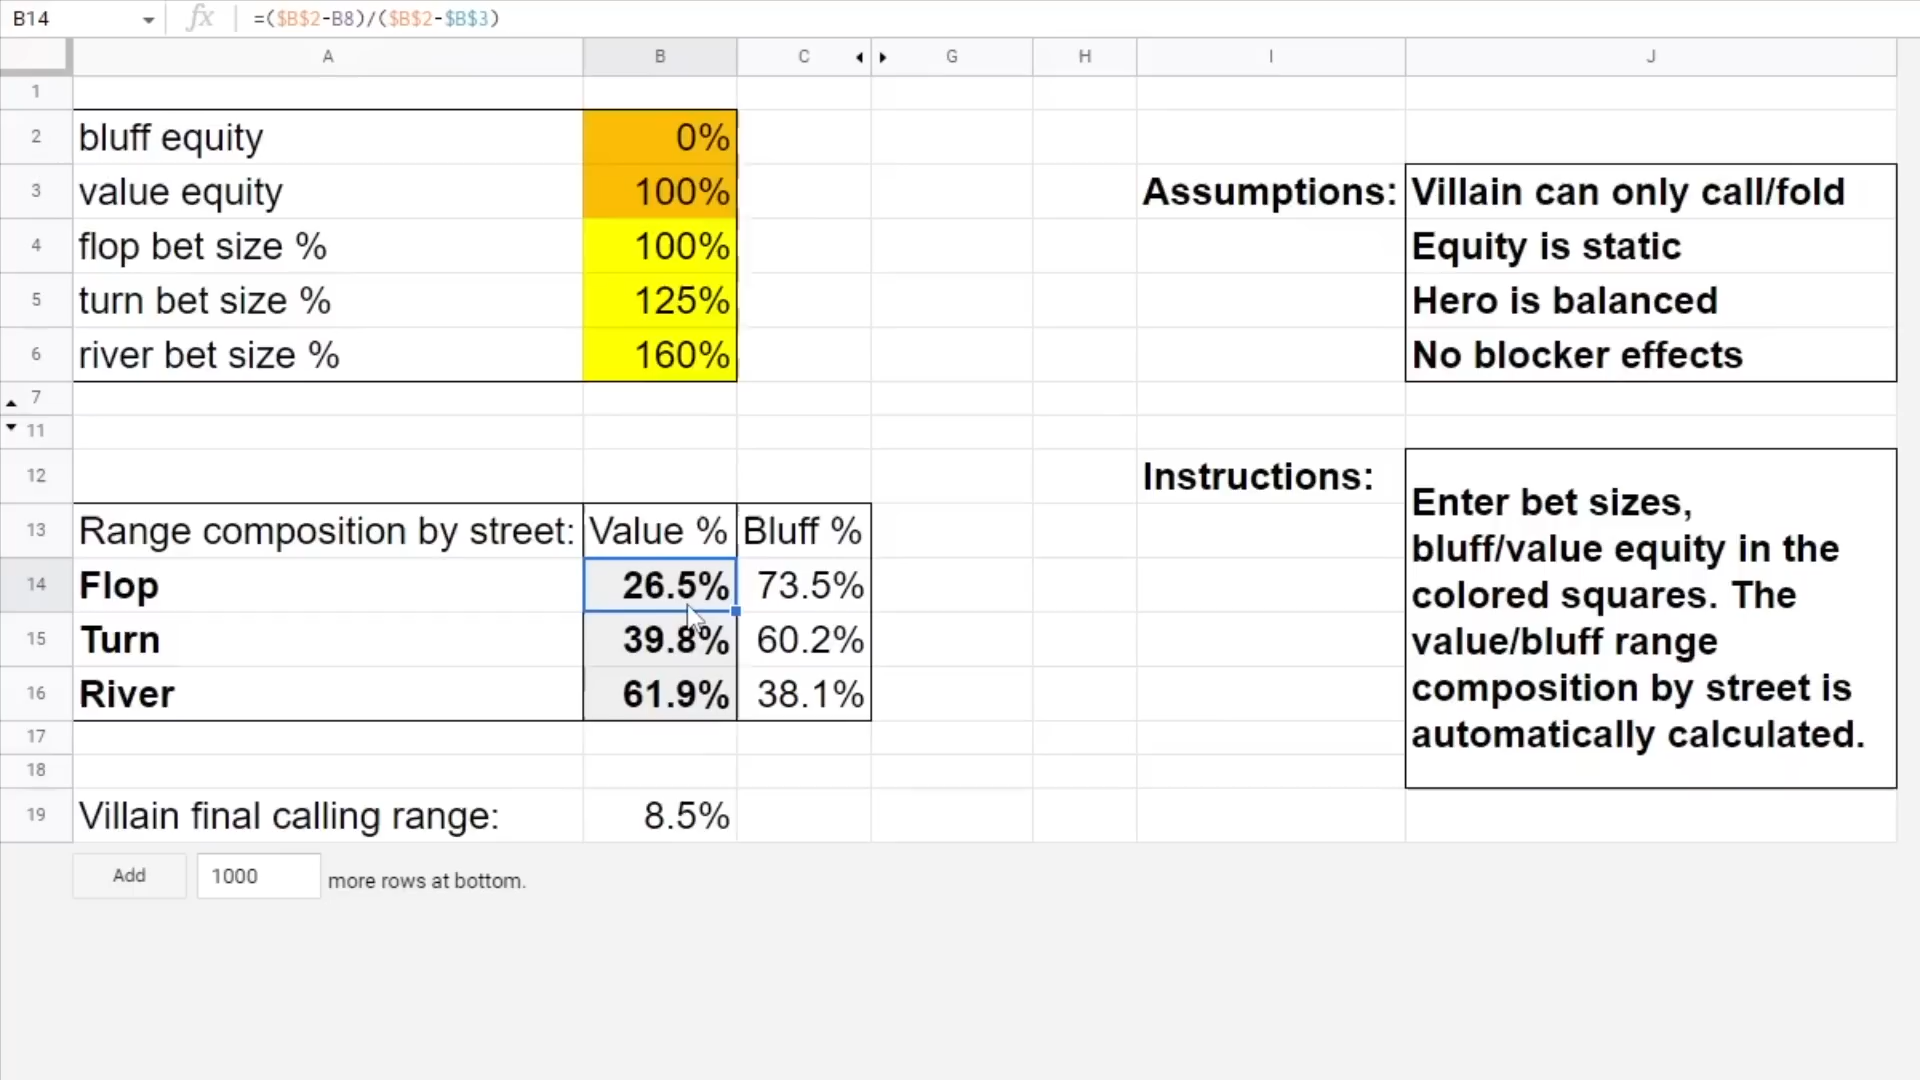 B14 fx =($B$2-B8)/($B$2-$B$3)
A B C G H I J
1
2 bluff equity 0%
3 value equity 100% Assumptions: Villain can only call/fold
4 flop bet size % 100% Equity is static
5 turn bet size % 125% Hero is balanced
6 river bet size % 160% No blocker effects
7
11
12 Instructions:
Enter bet sizes,
bluff/value equity in the
colored squares. The
value/bluff range
composition by street is
automatically calculated.
13 Range composition by street: Value % Bluff %
14 Flop 26.5% 73.5%
15 Turn 39.8% 60.2%
16 River 61.9% 38.1%
17
18
19 Villain final calling range: 8.5%
Add 1000 more rows at bottom.